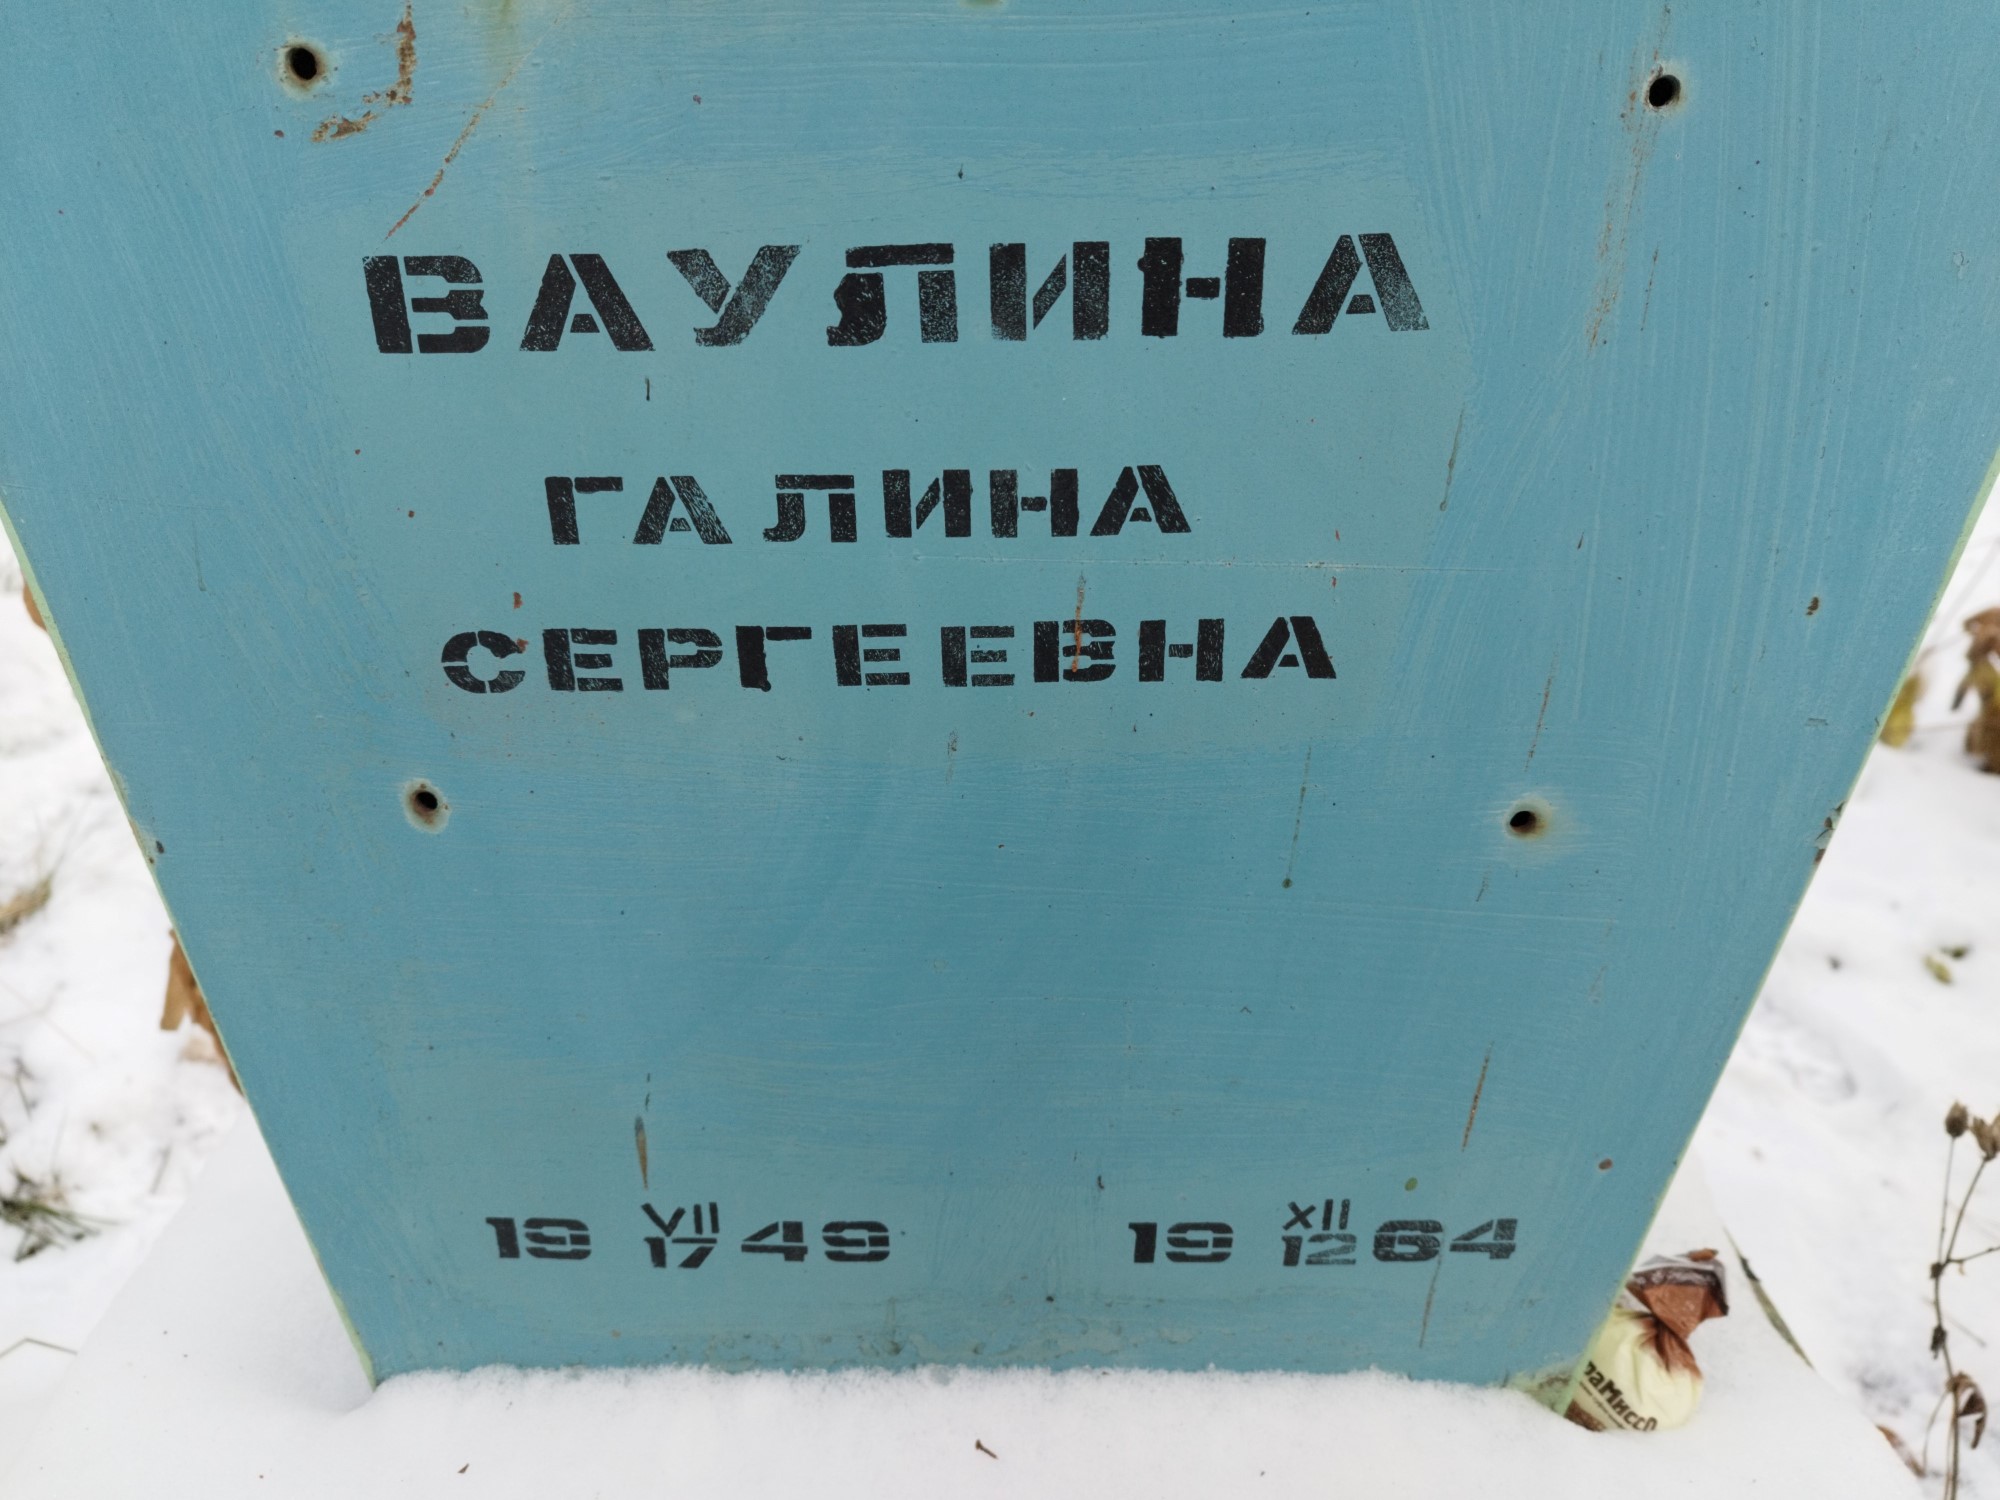 ВАУЛИНА
ГАЛИНА
СЕРГЕЕВНА
19 VII/17 49 19 XII/12 64